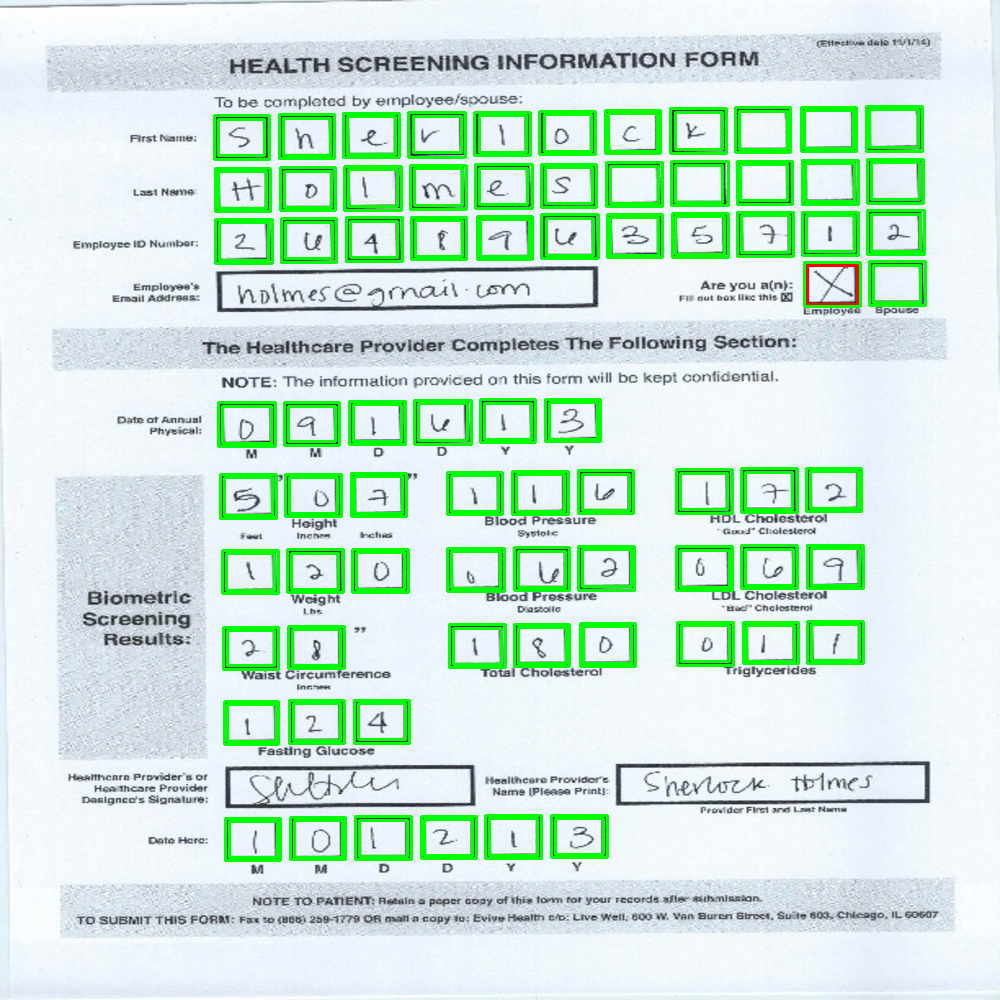 (Effective date 11/1/14)
HEALTH SCREENING INFORMATION FORM
To be completed by employee/spouse:
First Name: S h e r l o c k
Last Name: H o l m e s
Employee ID Number: 2 6 4 8 9 6 3 5 7 1 2
Employee's Email Address: holmes@gmail.com
Are you a(n):
Fill out box like this ☒
Employee Spouse
The Healthcare Provider Completes The Following Section:
NOTE: The information provided on this form will be kept confidential.
Date of Annual Physical: 0 9 1 6 1 3
M M D D Y Y
Biometric Screening Results:
5 ' 0 7 "
Height
Feet Inches Inches
1 1 6
Blood Pressure
Systolic
1 7 2
HDL Cholesterol
"Good" Cholesterol
1 2 0
Weight
Lbs.
0 6 2
Blood Pressure
Diastolic
0 6 9
LDL Cholesterol
"Bad" Cholesterol
2 8 "
Waist Circumference
Inches
1 8 0
Total Cholesterol
0 1 1
Triglycerides
1 2 4
Fasting Glucose
Healthcare Provider's or Healthcare Provider Designee's Signature:
Healthcare Provider's Name (Please Print): Sherlock Holmes
Provider First and Last Name
Date Here: 1 0 1 2 1 3
M M D D Y Y
NOTE TO PATIENT: Retain a paper copy of this form for your records after submission.
TO SUBMIT THIS FORM: Fax to (866) 259-1779 OR mail a copy to: Evive Health c/o: Live Well, 600 W. Van Buren Street, Suite 603, Chicago, IL 60607